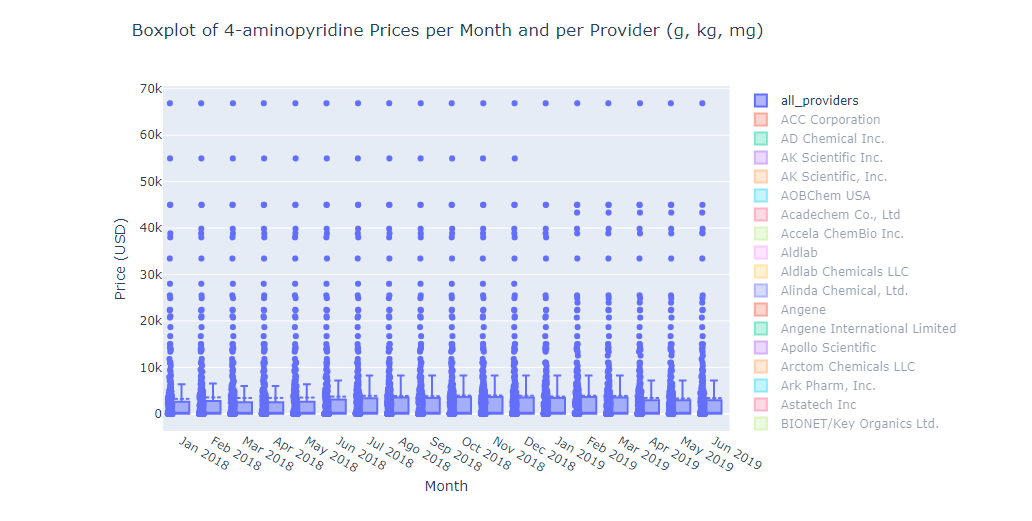 Boxplot of 4-aminopyridine Prices per Month and per Provider (g, kg, mg)
70k
60k
50k
40k
30k
20k
10k
0
Price (USD)
Jan 2018
Feb 2018
Mar 2018
Apr 2018
May 2018
Jun 2018
Jul 2018
Ago 2018
Sep 2018
Oct 2018
Nov 2018
Dec 2018
Jan 2019
Feb 2019
Mar 2019
Apr 2019
May 2019
Jun 2019
Month
all_providers
ACC Corporation
AD Chemical Inc.
AK Scientific Inc.
AK Scientific, Inc.
AOBChem USA
Acadechem Co., Ltd
Accela ChemBio Inc.
Aldlab
Aldlab Chemicals LLC
Alinda Chemical, Ltd.
Angene
Angene International Limited
Apollo Scientific
Arctom Chemicals LLC
Ark Pharm, Inc.
Astatech Inc
BIONET/Key Organics Ltd.